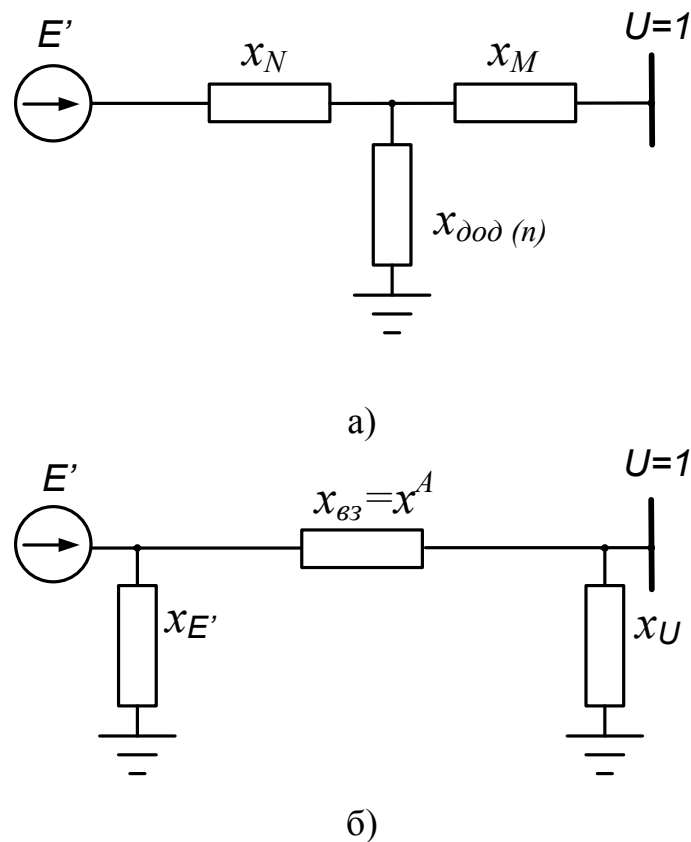 E’ U=1
x_N x_M
x_дод (n)
а)
E’ U=1
x_вз=x^A
x_E’ x_U
б)